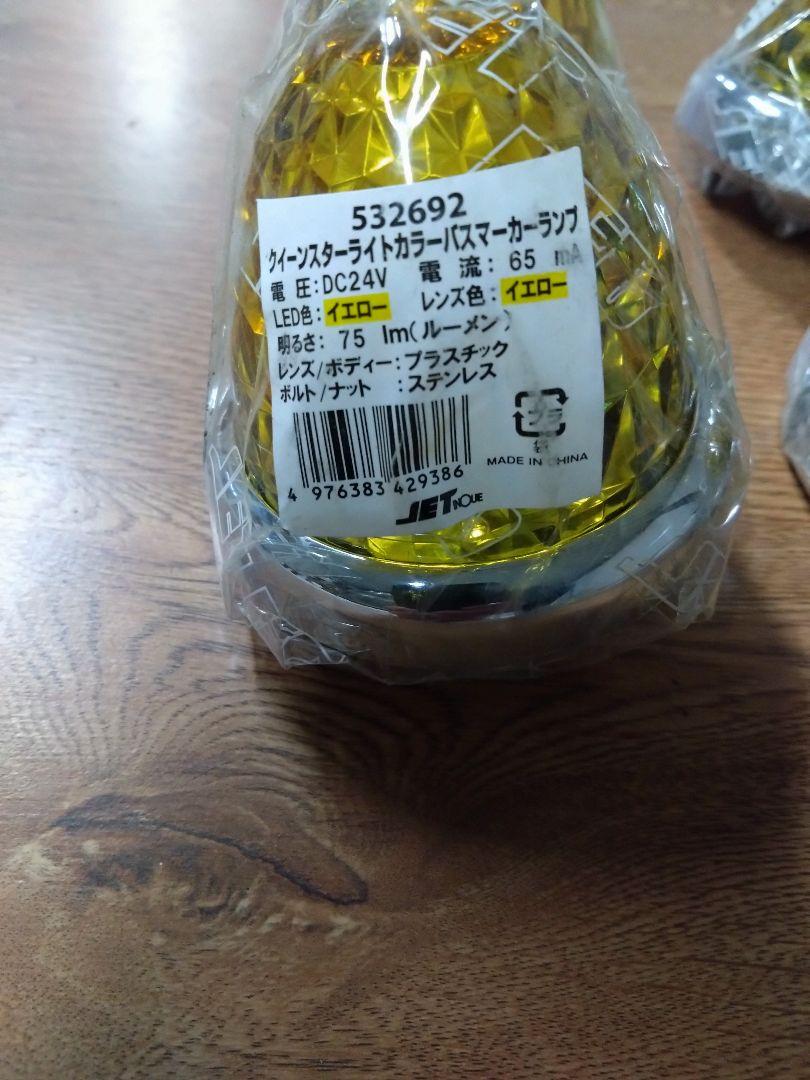 532692
クィーンスターライトカラーバスマーカーランプ
電 圧:DC24V 電 流: 65 mA
LED色:イエロー レンズ色:イエロー
明るさ: 75 lm(ルーメン)
レンズ/ボディー:プラスチック
ボルト/ナット :ステンレス
プラ
袋
MADE IN CHINA
4 976383 429386
JET INOUE